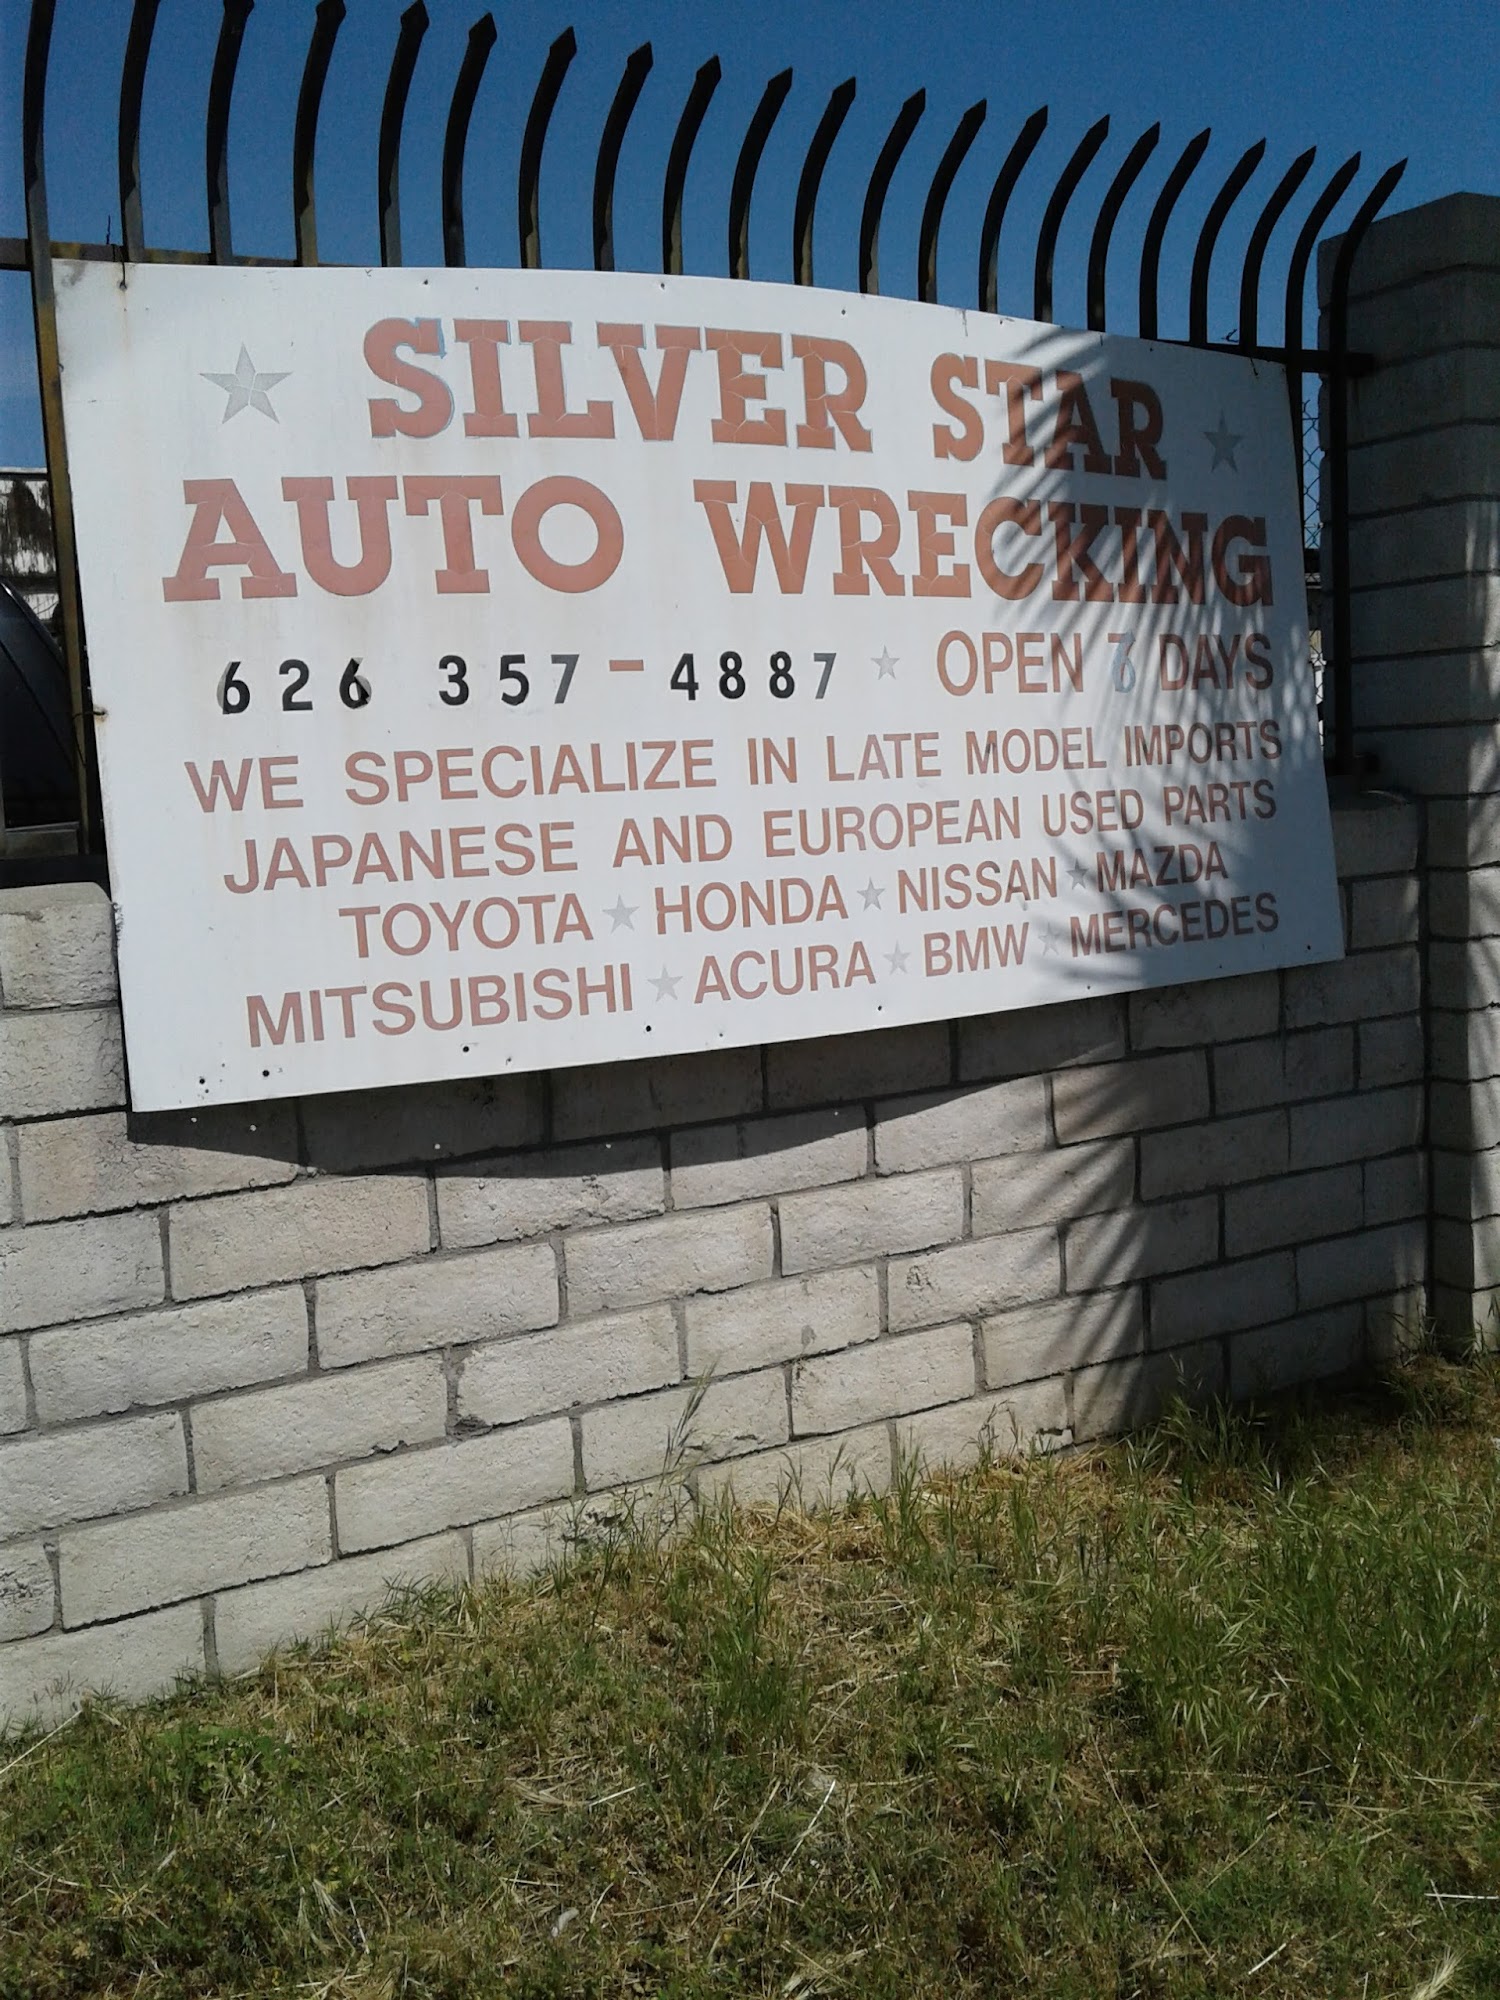 SILVER STAR
AUTO WRECKING
626 357-4887 OPEN DAYS
WE SPECIALIZE IN LATE MODEL IMPORTS
JAPANESE AND EUROPEAN USED PARTS
TOYOTA ★ HONDA ★ NISSAN ★ MAZDA
MITSUBISHI ★ ACURA ★ BMW ★ MERCEDES